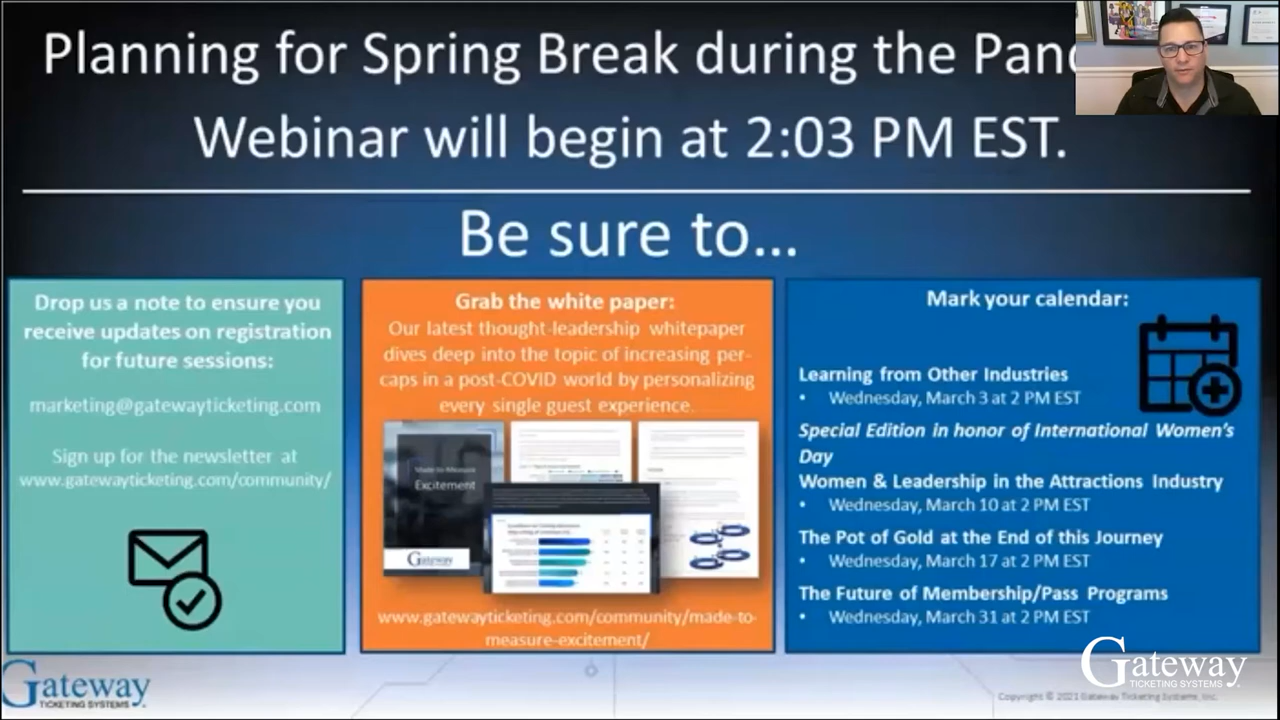 Planning for Spring Break during the
Webinar will begin at 2:03 PM EST.
Be sure to...
Drop us a note to ensure you
receive updates on registration
for future sessions:
marketing@gatewayticketing.com
Sign up for the newsletter at
www.gatewayticketing.com/community/
Grab the white paper:
Our latest thought-leadership whitepaper
dives deep into the topic of increasing per-
caps in a post-COVID world by personalizing
every single guest experience.
Made to Measure
Excitement
Gateway
www.gatewayticketing.com/community/made-to-
measure-excitement/
Mark your calendar:
Learning from Other Industries
• Wednesday, March 3 at 2 PM EST
Special Edition in honor of International Women's
Day
Women & Leadership in the Attractions Industry
• Wednesday, March 10 at 2 PM EST
The Pot of Gold at the End of this Journey
• Wednesday, March 17 at 2 PM EST
The Future of Membership/Pass Programs
• Wednesday, March 31 at 2 PM EST
Gateway
TICKETING SYSTEMS
Gateway
TICKETING SYSTEMS
Copyright © 2021 Gateway Ticketing Systems, Inc.